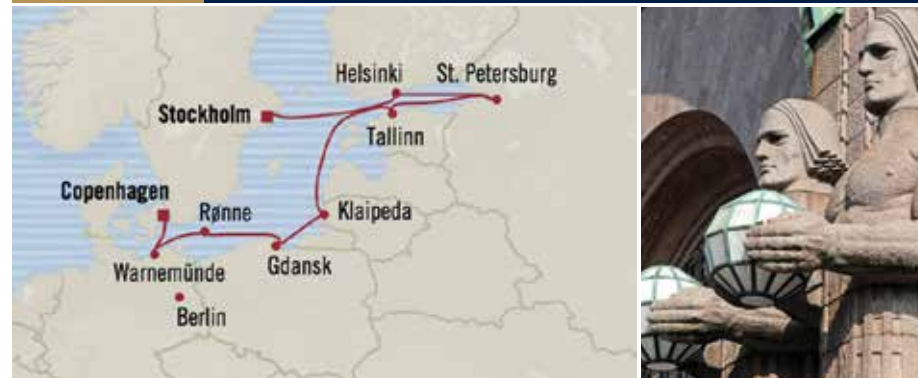 Helsinki
St. Petersburg
Stockholm
Tallinn
Copenhagen
Rønne
Klaipeda
Warnemünde
Gdansk
Berlin